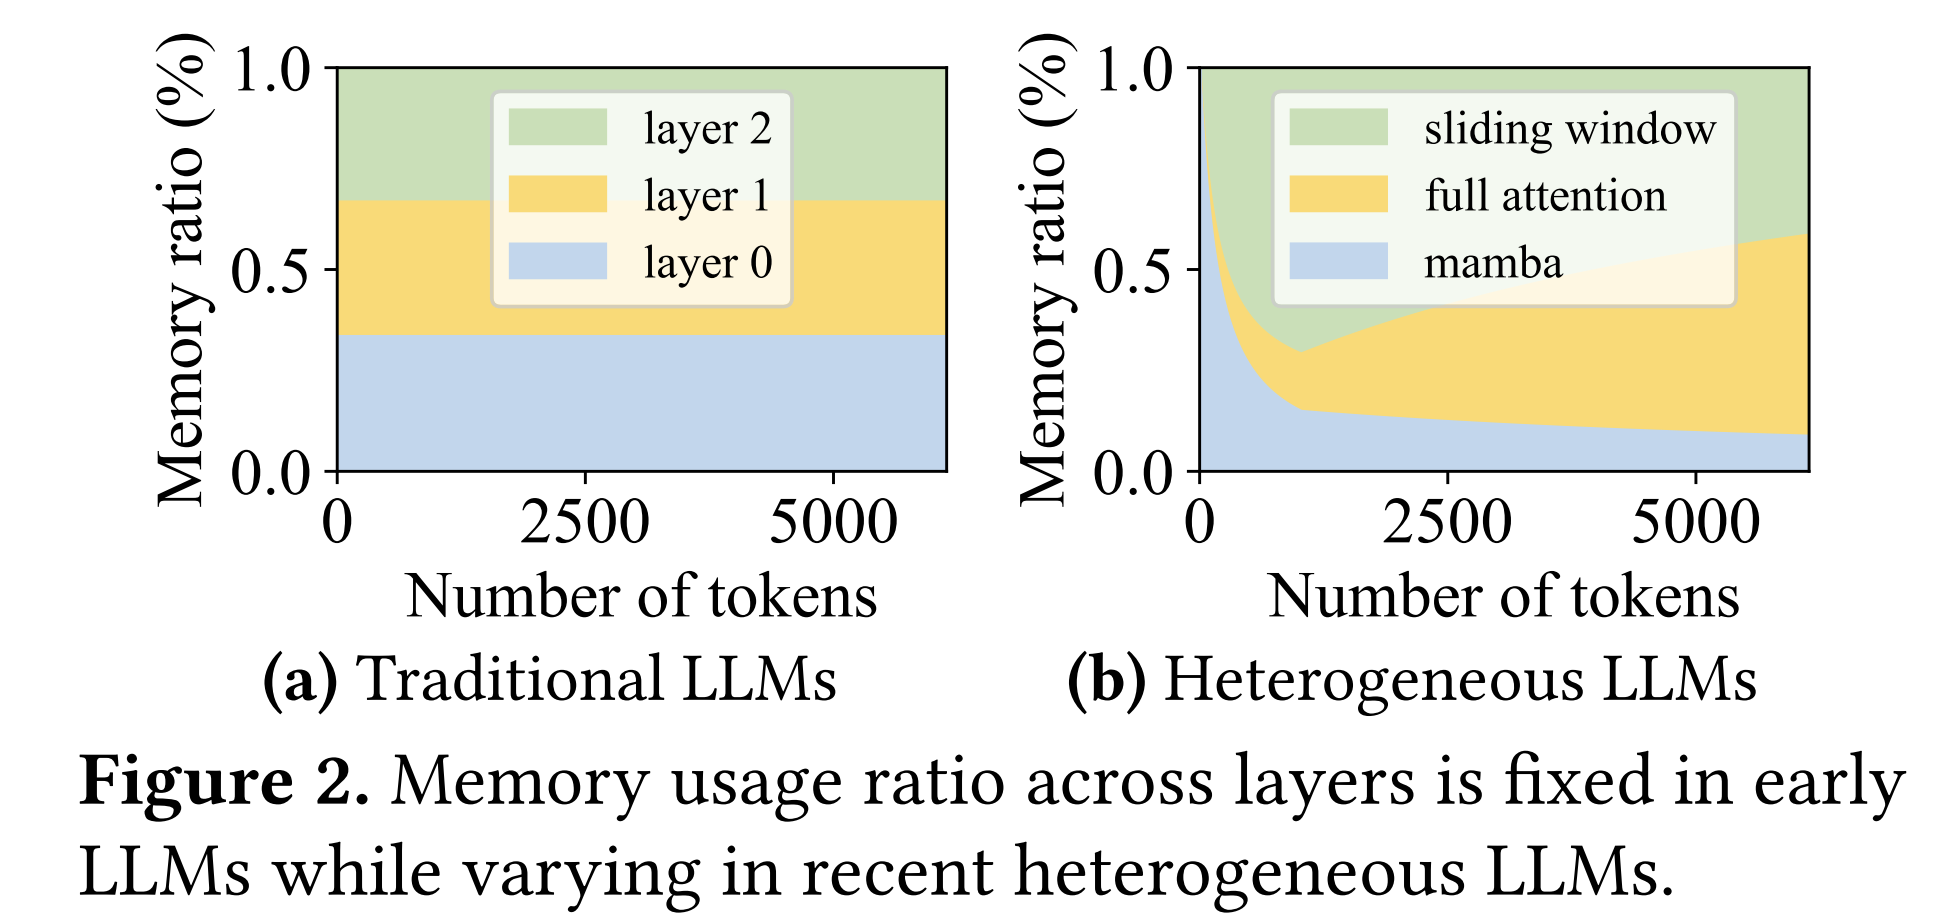 Memory ratio (%)
1.0
0.5
0.0
layer 2
layer 1
layer 0
0 2500 5000
Number of tokens
(a) Traditional LLMs
Memory ratio (%)
1.0
0.5
0.0
sliding window
full attention
mamba
0 2500 5000
Number of tokens
(b) Heterogeneous LLMs
Figure 2. Memory usage ratio across layers is fixed in early
LLMs while varying in recent heterogeneous LLMs.